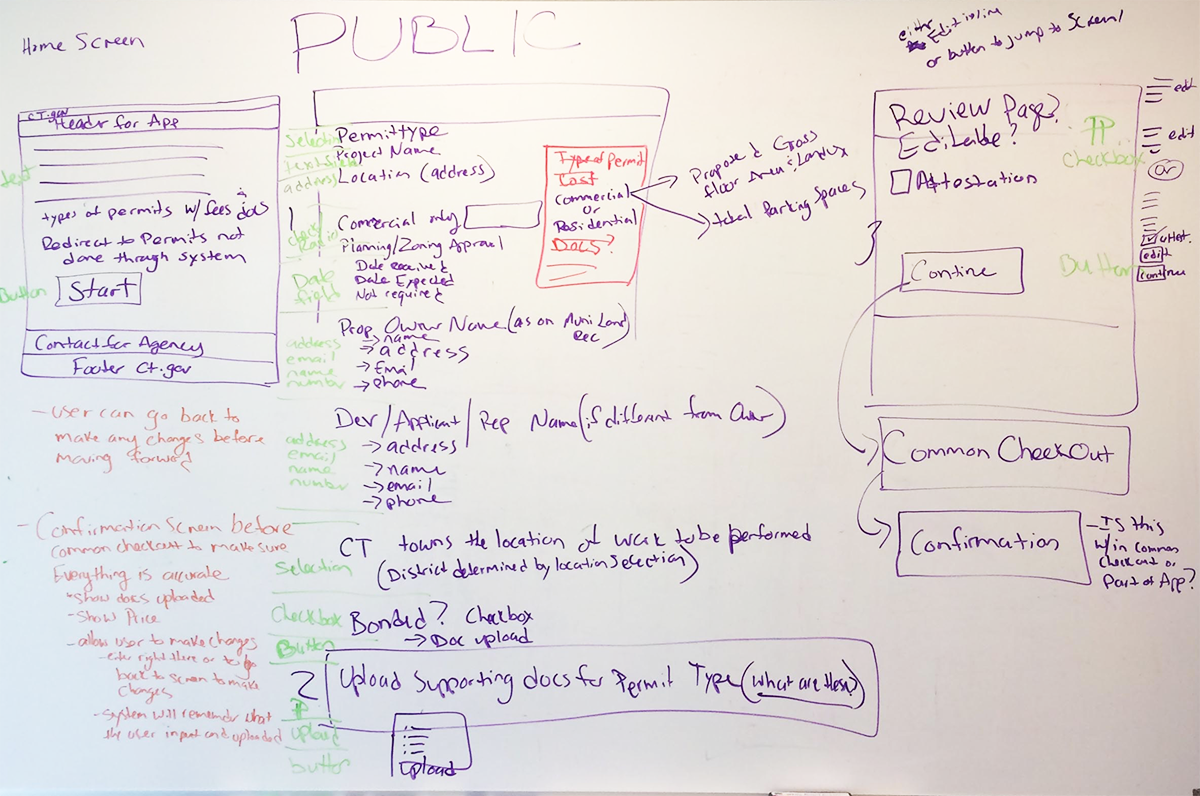 Home Screen
PUBLIC
CT.gov
Header for App
text
types of permits w/fees docs
Redirect to Permits not
done through system
Button
Start
Contact for Agency
Footer CT.gov
- User can go back to
make any changes before
moving forward
- Confirmation Screen before
common checkout to make sure
Everything is accurate
show docs uploaded
- Show Price
- allow user to make changes
- either right there or to go
back to screen to make
changes
- System will remember what
the user input and uploaded
1
Selection
Permit type
Project Name
address
Location (address)
Commercial only
Planning/Zoning Approval
Date
field
Date received
Date Expected
Not required
Prop Owner Name (as on Muni Land
Rec)
address
email
name
number
→ name
→ address
→ Email
→ phone
Dev/Applicant/Rep Name (if different from Owner)
address
email
name
number
→ address
→ name
→ email
→ phone
CT towns the location of work to be performed
Selection
(District determined by location selection)
Checkbox
Bonded? Checkbox
→ Doc upload
Button
2
Upload Supporting docs for Permit Type (what are these)
upload
button
upload
Type of Permit
Cost
Commercial
or
Residential
Docs?
Proposed Gross
floor Area
total Parking Spaces
either
Edit inline
or button to jump to Screen 1
Review Page?
Editable?
Checkbox
Attestation
Button
Contine
edit
edit
or
attest.
edit
continue
Common CheckOut
Confirmation
- IS this
w/in common
checkout or
Part of App?